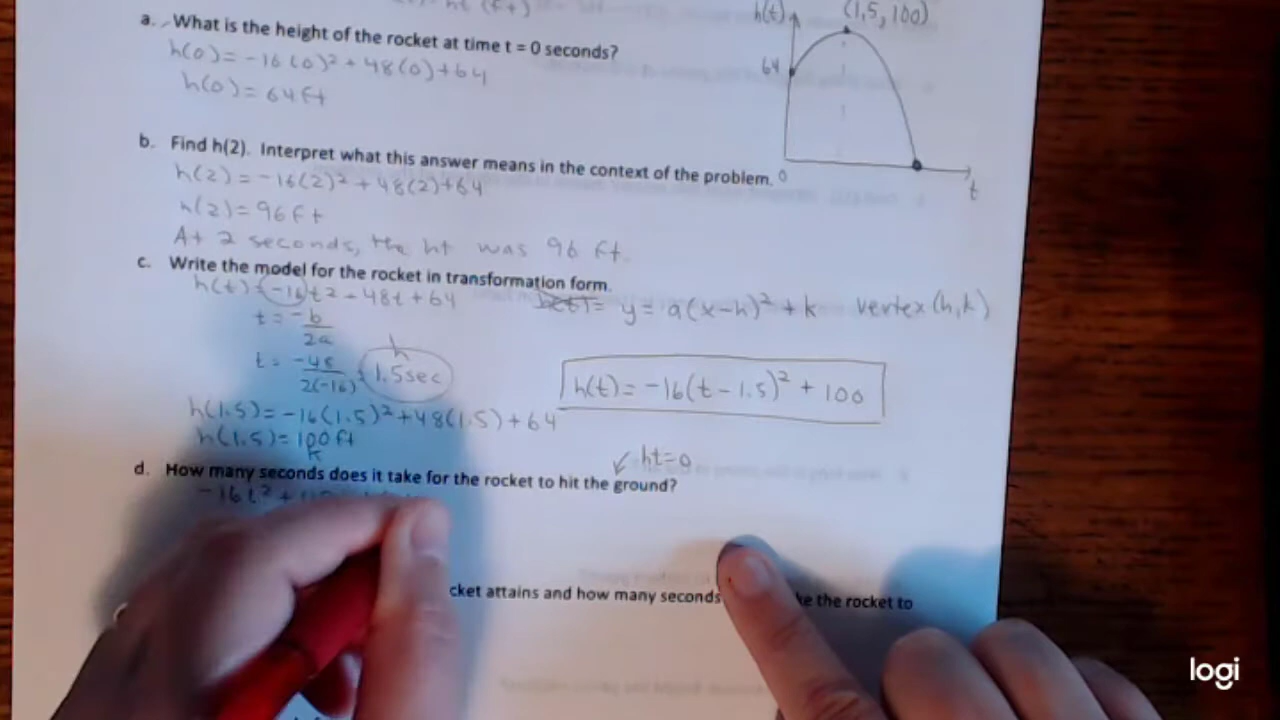 ht (ft)
h(t)
(1.5, 100)
a. What is the height of the rocket at time t = 0 seconds?
h(0) = -16(0)² + 48(0) + 64
64
h(0) = 64 ft
b. Find h(2). Interpret what this answer means in the context of the problem.
0
t
h(2) = -16(2)² + 48(2) + 64
h(2) = 96 ft
At 2 seconds, the ht was 96 ft.
c. Write the model for the rocket in transformation form.
h(t) = -16t² + 48t + 64
y = a(x-h)² + k vertex (h, k)
t = -b/2a
h
t = -48/2(-16) = 1.5 sec
h(t) = -16(t - 1.5)² + 100
h(1.5) = -16(1.5)² + 48(1.5) + 64
h(1.5) = 100 ft
k
ht = 0
d. How many seconds does it take for the rocket to hit the ground?
-16t² +
cket attains and how many seconds ke the rocket to
logi